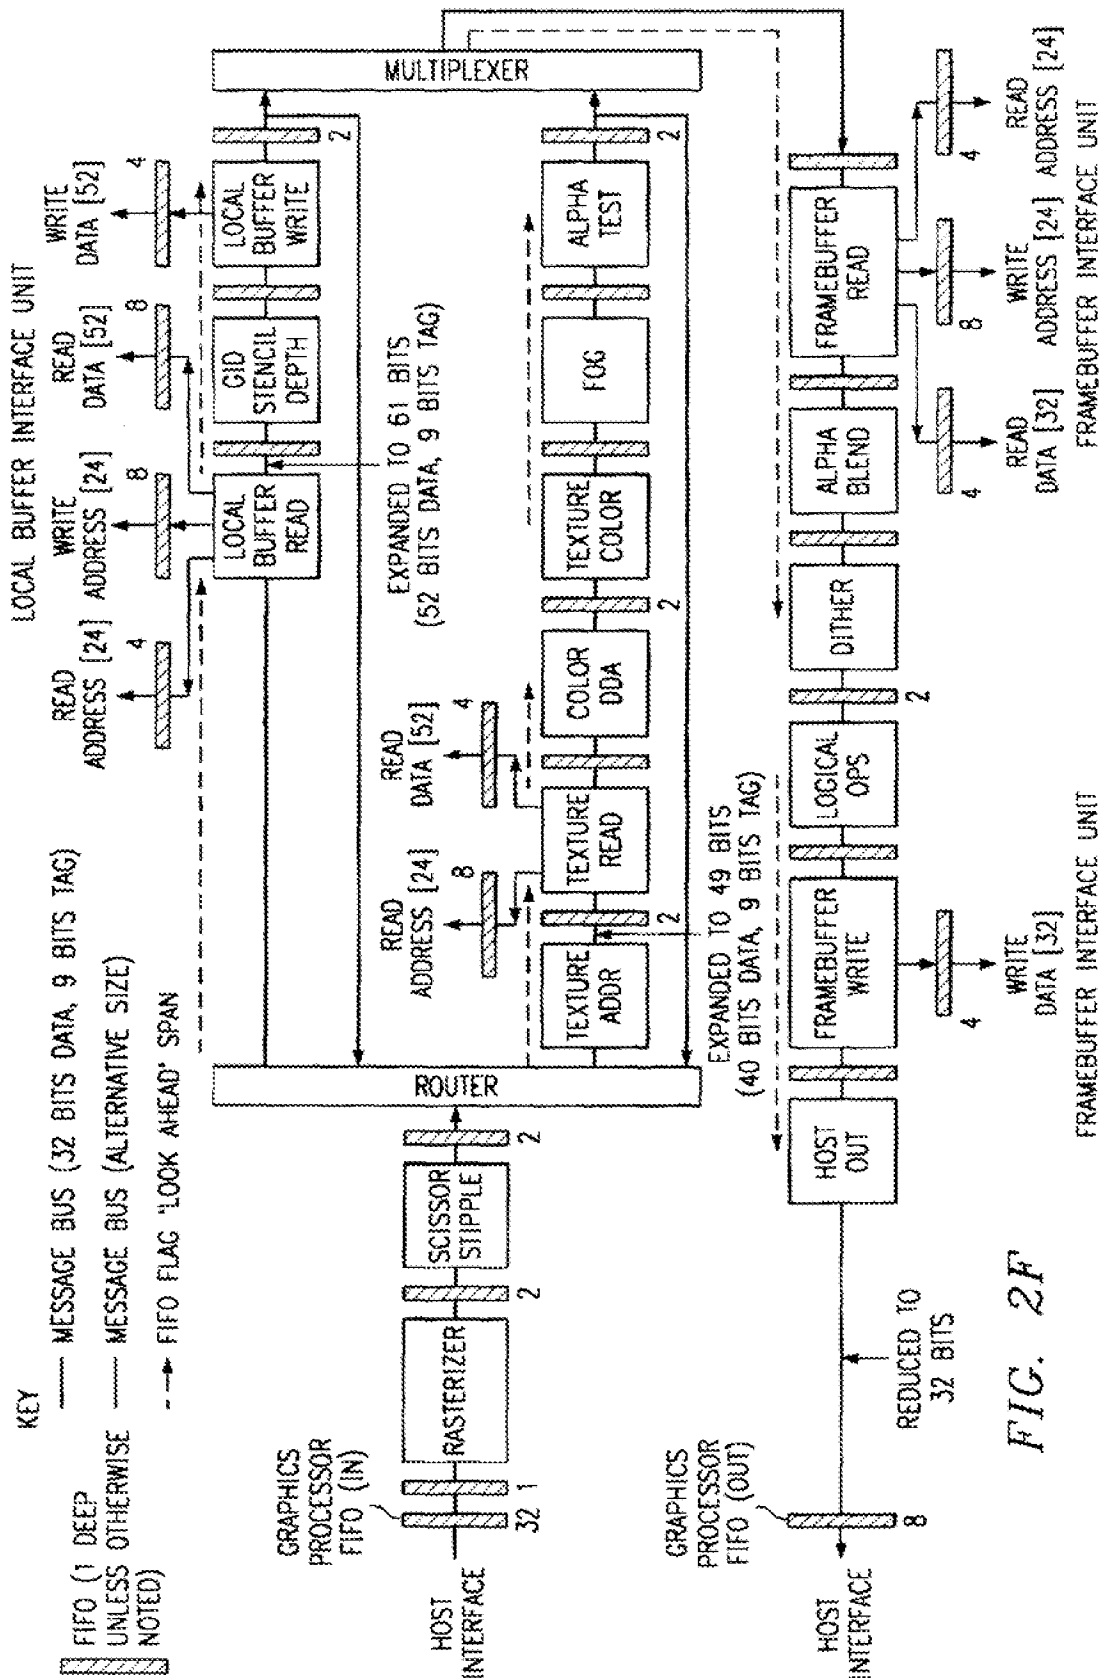 KEY
FIFO (1 DEEP
UNLESS OTHERWISE
NOTED)
MESSAGE BUS (32 BITS DATA, 9 BITS TAG)
MESSAGE BUS (ALTERNATIVE SIZE)
FIFO FLAG 'LOOK AHEAD' SPAN
LOCAL BUFFER INTERFACE UNIT
READ
ADDRESS [24]
4
WRITE
ADDRESS [24]
8
READ
DATA [52]
8
WRITE
DATA [52]
4
LOCAL
BUFFER
READ
GID
STENCIL
DEPTH
LOCAL
BUFFER
WRITE
2
EXPANDED TO 61 BITS
(52 BITS DATA, 9 BITS TAG)
MULTIPLEXER
HOST
INTERFACE
GRAPHICS
PROCESSOR
FIFO (IN)
32
1
RASTERIZER
2
SCISSOR
STIPPLE
2
ROUTER
READ
ADDRESS [24]
8
READ
DATA [52]
4
TEXTURE
ADDR
2
TEXTURE
READ
COLOR
DDA
2
TEXTURE
COLOR
FOG
ALPHA
TEST
2
EXPANDED TO 49 BITS
(40 BITS DATA, 9 BITS TAG)
HOST
INTERFACE
GRAPHICS
PROCESSOR
FIFO (OUT)
8
REDUCED TO
32 BITS
HOST
OUT
FRAMEBUFFER
WRITE
LOGICAL
OPS
2
DITHER
ALPHA
BLEND
FRAMEBUFFER
READ
4
WRITE
DATA [32]
FRAMEBUFFER INTERFACE UNIT
4
READ
DATA [32]
8
WRITE
ADDRESS [24]
4
READ
ADDRESS [24]
FRAMEBUFFER INTERFACE UNIT
FIG. 2F